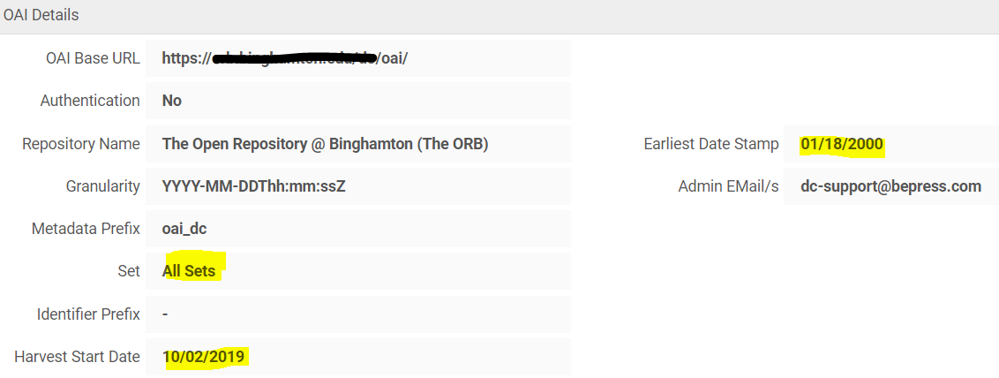 OAI Details
OAI Base URL https:// /oai/
Authentication No
Repository Name The Open Repository @ Binghamton (The ORB) Earliest Date Stamp 01/18/2000
Granularity YYYY-MM-DDThh:mm:ssZ Admin EMail/s dc-support@bepress.com
Metadata Prefix oai_dc
Set All Sets
Identifier Prefix -
Harvest Start Date 10/02/2019